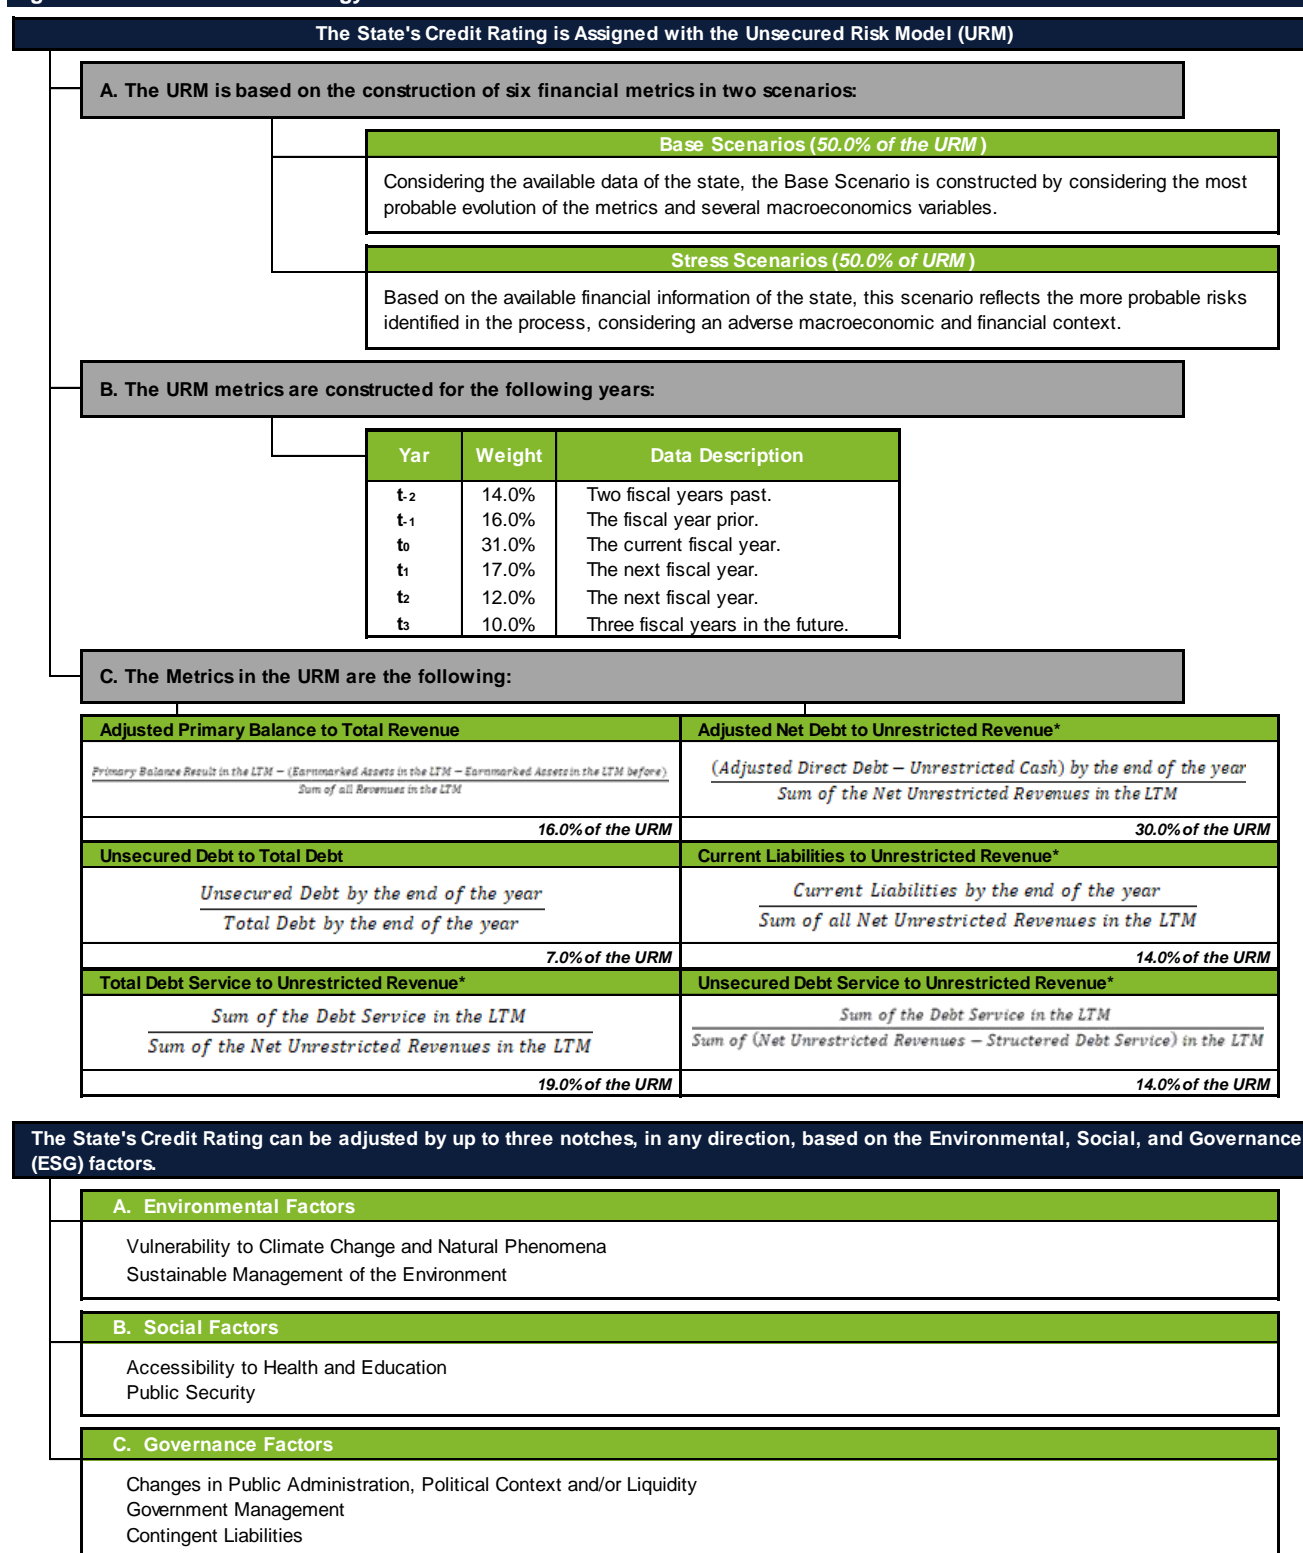 The State's Credit Rating is Assigned with the Unsecured Risk Model (URM)
A. The URM is based on the construction of six financial metrics in two scenarios:
Base Scenarios (50.0% of the URM)
Considering the available data of the state, the Base Scenario is constructed by considering the most
probable evolution of the metrics and several macroeconomics variables.
Stress Scenarios (50.0% of URM)
Based on the available financial information of the state, this scenario reflects the more probable risks
identified in the process, considering an adverse macroeconomic and financial context.
B. The URM metrics are constructed for the following years:
Yar Weight Data Description
t-2 14.0% Two fiscal years past.
t-1 16.0% The fiscal year prior.
t0 31.0% The current fiscal year.
t1 17.0% The next fiscal year.
t2 12.0% The next fiscal year.
t3 10.0% Three fiscal years in the future.
C. The Metrics in the URM are the following:
Adjusted Primary Balance to Total Revenue
Primary Balance Result in the LTM – (Earnmarked Assets in the LTM – Earnmarked Assets in the LTM before)
Sum of all Revenues in the LTM
16.0% of the URM
Adjusted Net Debt to Unrestricted Revenue*
(Adjusted Direct Debt – Unrestricted Cash) by the end of the year
Sum of the Net Unrestricted Revenues in the LTM
30.0% of the URM
Unsecured Debt to Total Debt
Unsecured Debt by the end of the year
Total Debt by the end of the year
7.0% of the URM
Current Liabilities to Unrestricted Revenue*
Current Liabilities by the end of the year
Sum of all Net Unrestricted Revenues in the LTM
14.0% of the URM
Total Debt Service to Unrestricted Revenue*
Sum of the Debt Service in the LTM
Sum of the Net Unrestricted Revenues in the LTM
19.0% of the URM
Unsecured Debt Service to Unrestricted Revenue*
Sum of the Debt Service in the LTM
Sum of (Net Unrestricted Revenues – Structered Debt Service) in the LTM
14.0% of the URM
The State's Credit Rating can be adjusted by up to three notches, in any direction, based on the Environmental, Social, and Governance
(ESG) factors.
A. Environmental Factors
Vulnerability to Climate Change and Natural Phenomena
Sustainable Management of the Environment
B. Social Factors
Accessibility to Health and Education
Public Security
C. Governance Factors
Changes in Public Administration, Political Context and/or Liquidity
Government Management
Contingent Liabilities